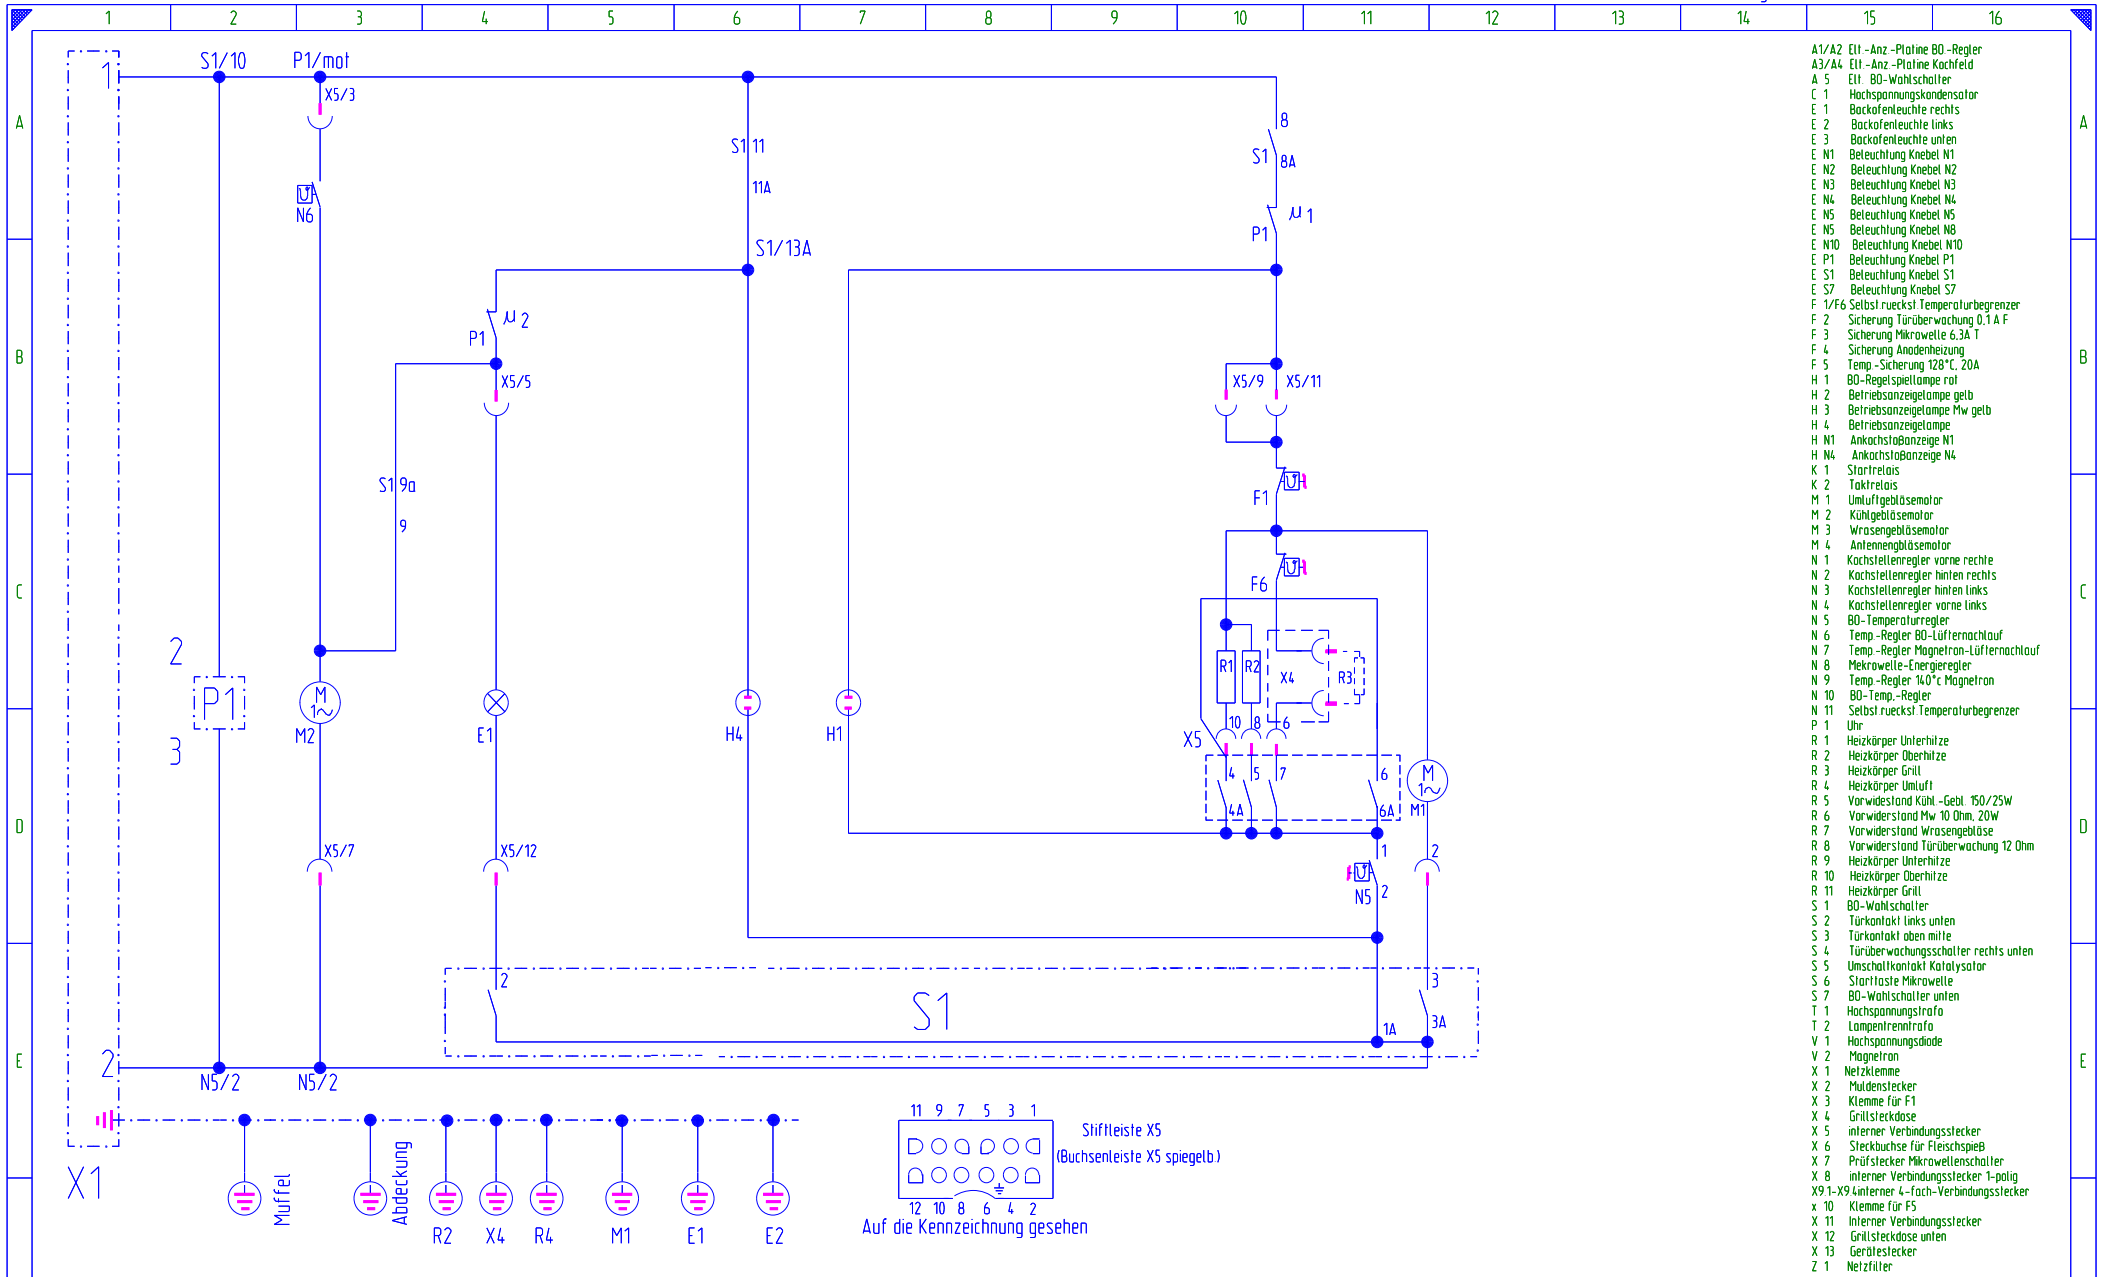 1 2 3 4 5 6 7 8 9 10 11 12 13 14 15 16
A
B
C
D
E
A
B
C
D
E
1
S1/10
P1/mot
X5/3
N6
S1 11
11A
S1/13A
8
S1
8A
µ 1
P1
µ 2
P1
X5/5
X5/9
X5/11
S1 9a
9
F1
F6
2
P1
3
M
1~
M2
E1
H4
H1
R1
R2
X4
R3
10
8
6
X5
4
5
7
6
4A
6A
M
1~
M1
X5/7
X5/12
1
N5
2
2
2
S1
3
1A
3A
2
N5/2
N5/2
X1
Muffel
Abdeckung
R2
X4
R4
M1
E1
E2
11 9 7 5 3 1
Stiftleiste X5
(Buchsenleiste X5 spiegelb.)
12 10 8 6 4 2
Auf die Kennzeichnung gesehen
A1/A2 Elt.-Anz.-Platine BO-Regler
A3/A4 Elt.-Anz.-Platine Kochfeld
A 5 Elt. BO-Wahlschalter
C 1 Hochspannungskondensator
E 1 Backofenleuchte rechts
E 2 Backofenleuchte links
E 3 Backofenleuchte unten
E N1 Beleuchtung Knebel N1
E N2 Beleuchtung Knebel N2
E N3 Beleuchtung Knebel N3
E N4 Beleuchtung Knebel N4
E N5 Beleuchtung Knebel N5
E N5 Beleuchtung Knebel N8
E N10 Beleuchtung Knebel N10
E P1 Beleuchtung Knebel P1
E S1 Beleuchtung Knebel S1
E S7 Beleuchtung Knebel S7
F 1/F6 Selbst.rueckst.Temperaturbegrenzer
F 2 Sicherung Türüberwachung 0,1 A F
F 3 Sicherung Mikrowelle 6,3A T
F 4 Sicherung Anodenheizung
F 5 Temp.-Sicherung 128°C, 20A
H 1 BO-Regelspiellampe rot
H 2 Betriebsanzeigelampe gelb
H 3 Betriebsanzeigelampe Mw gelb
H 4 Betriebsanzeigelampe
H N1 Ankochstoßanzeige N1
H N4 Ankochstoßanzeige N4
K 1 Startrelais
K 2 Taktrelais
M 1 Umluftgebläsemotor
M 2 Kühlgebläsemotor
M 3 Wrasengebläsemotor
M 4 Antennengbläsemotor
N 1 Kochstellenregler vorne rechte
N 2 Kochstellenregler hinten rechts
N 3 Kochstellenregler hinten links
N 4 Kochstellenregler vorne links
N 5 BO-Temperaturregler
N 6 Temp.-Regler BO-Lüfternachlauf
N 7 Temp.-Regler Magnetron-Lüfternachlauf
N 8 Mekrowelle-Energieregler
N 9 Temp.-Regler 140°c Magnetron
N 10 BO-Temp.-Regler
N 11 Selbst.rueckst.Temperaturbegrenzer
P 1 Uhr
R 1 Heizkörper Unterhitze
R 2 Heizkörper Oberhitze
R 3 Heizkörper Grill
R 4 Heizkörper Umluft
R 5 Vorwidestand Kühl.-Gebl. 150/25W
R 6 Vorwiderstand Mw 10 Ohm, 20W
R 7 Vorwiderstand Wrasengebläse
R 8 Vorwiderstand Türüberwachung 12 Ohm
R 9 Heizkörper Unterhitze
R 10 Heizkörper Oberhitze
R 11 Heizkörper Grill
S 1 BO-Wahlschalter
S 2 Türkontakt links unten
S 3 Türkontakt oben mitte
S 4 Türüberwachungsschalter rechts unten
S 5 Umschaltkontakt Katalysator
S 6 Starttaste Mikrowelle
S 7 BO-Wahlschalter unten
T 1 Hochspannungstrafo
T 2 Lampentrenntrafo
V 1 Hochspannungsdiode
V 2 Magnetron
X 1 Netzklemme
X 2 Muldenstecker
X 3 Klemme für F1
X 4 Grillsteckdose
X 5 interner Verbindungsstecker
X 6 Steckbuchse für Fleischspieß
X 7 Prüfstecker Mikrowellenschalter
X 8 interner Verbindungsstecker 1-polig
X9.1-X9.4interner 4-fach-Verbindungsstecker
x 10 Klemme für F5
X 11 Interner Verbindungsstecker
X 12 Grillsteckdose unten
X 13 Gerätestecker
Z 1 Netzfilter